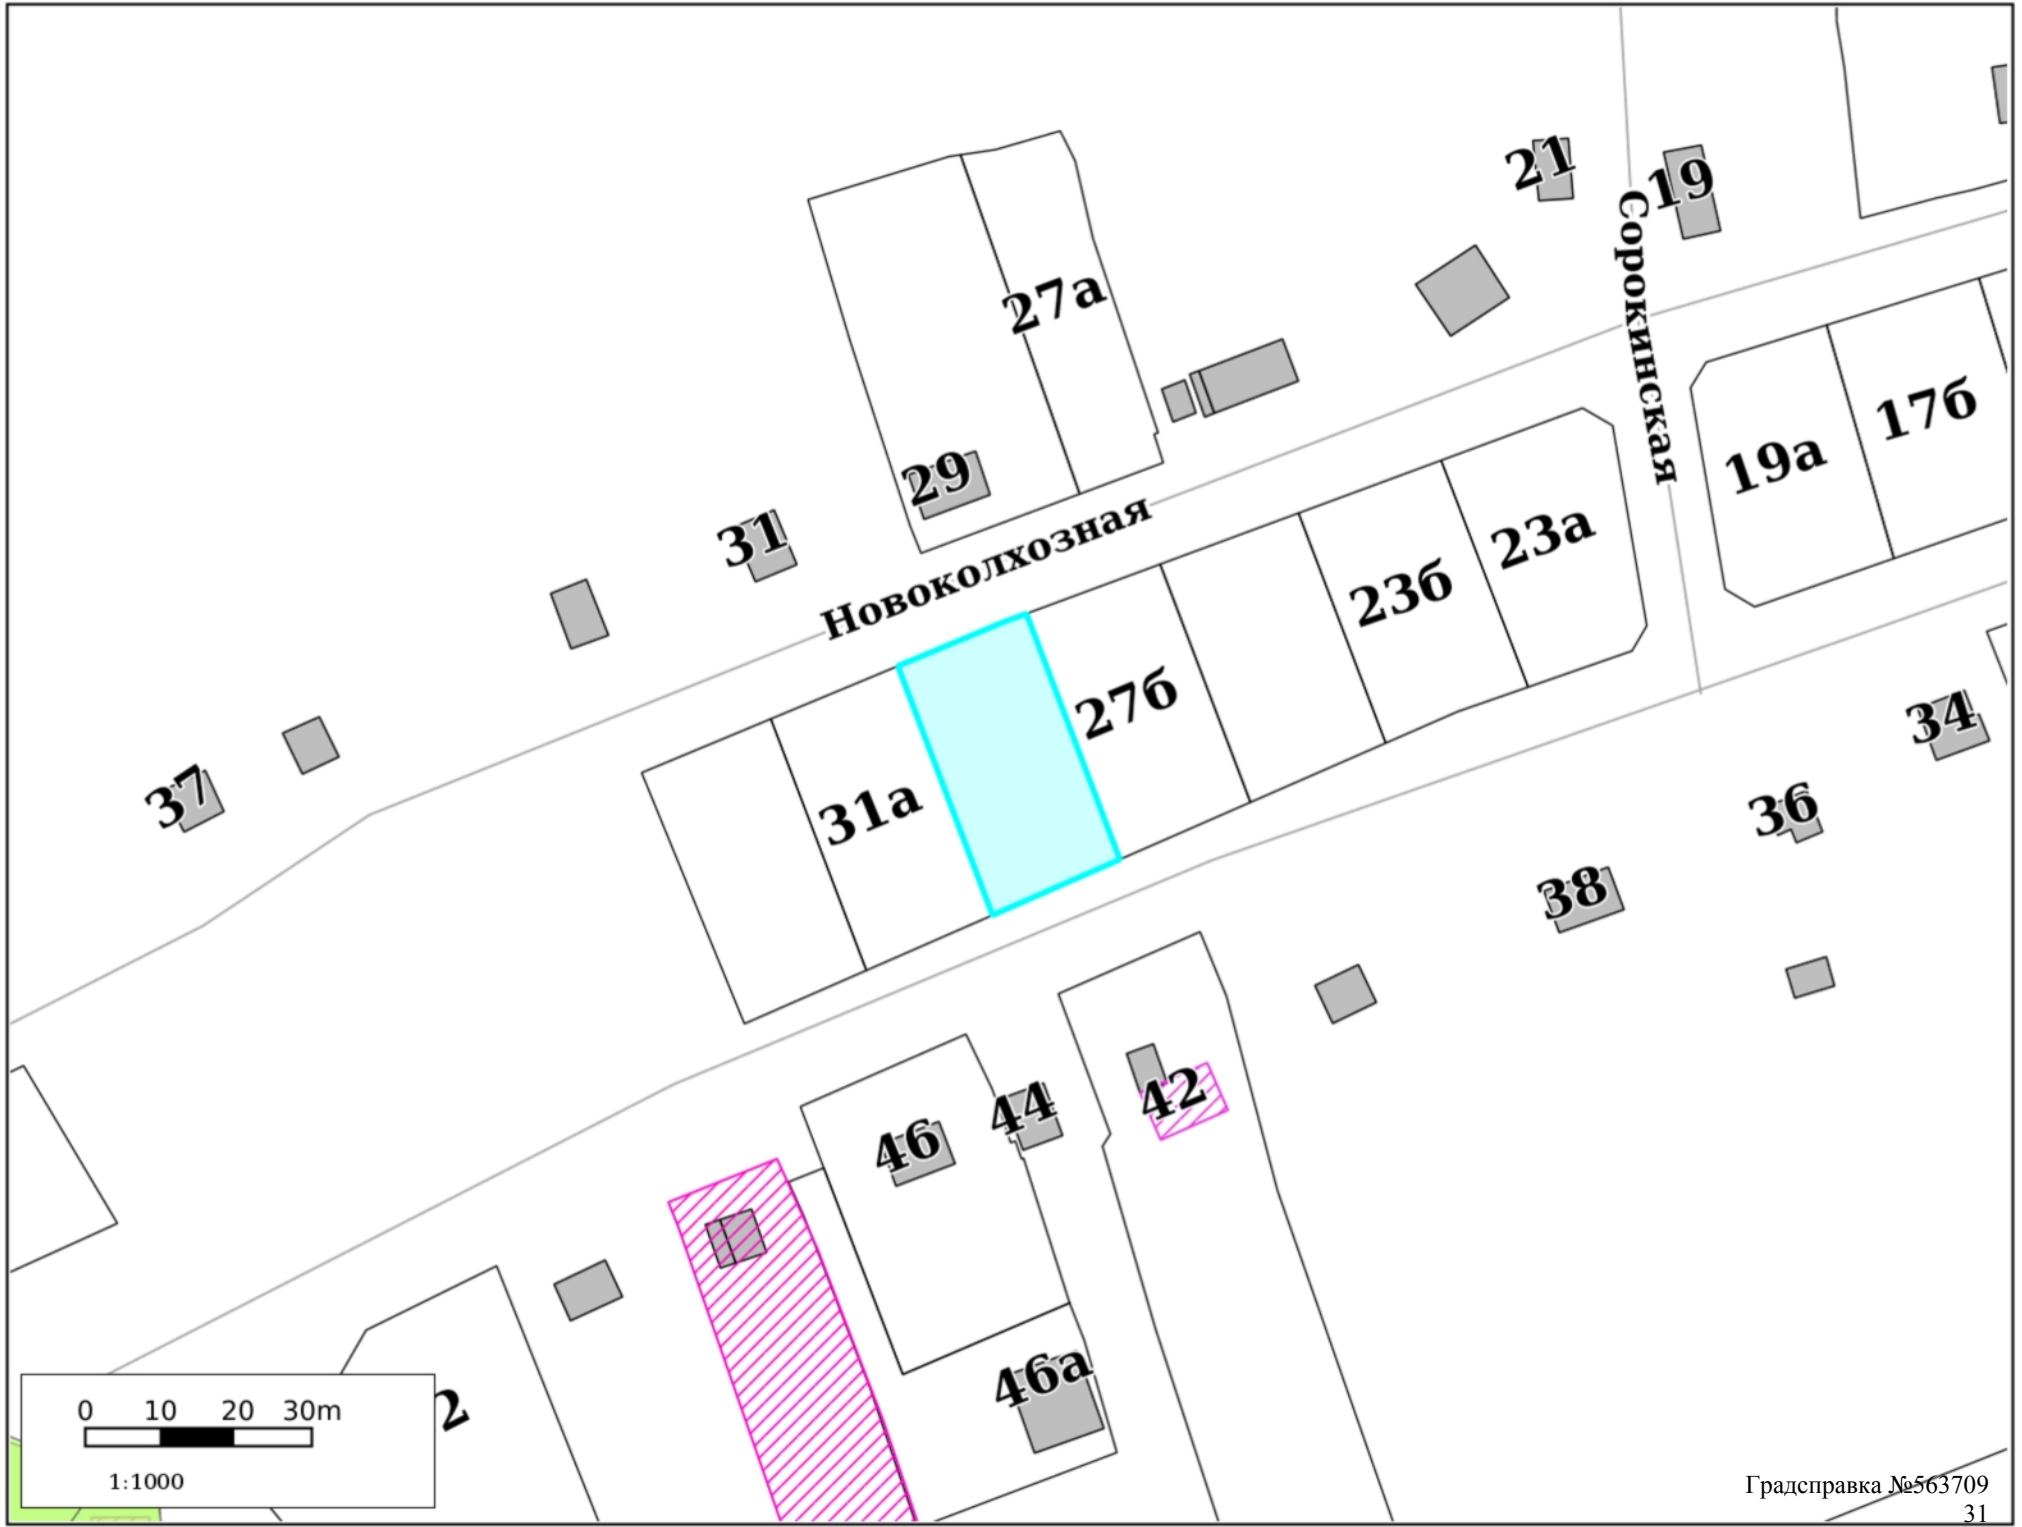 21
19
Сорокинская
27а
17б
19а
29
31
23а
Новоколхозная
23б
27б
34
37
31а
36
38
42
44
46
46а
2
0 10 20 30m
1:1000
Градсправка №563709
31